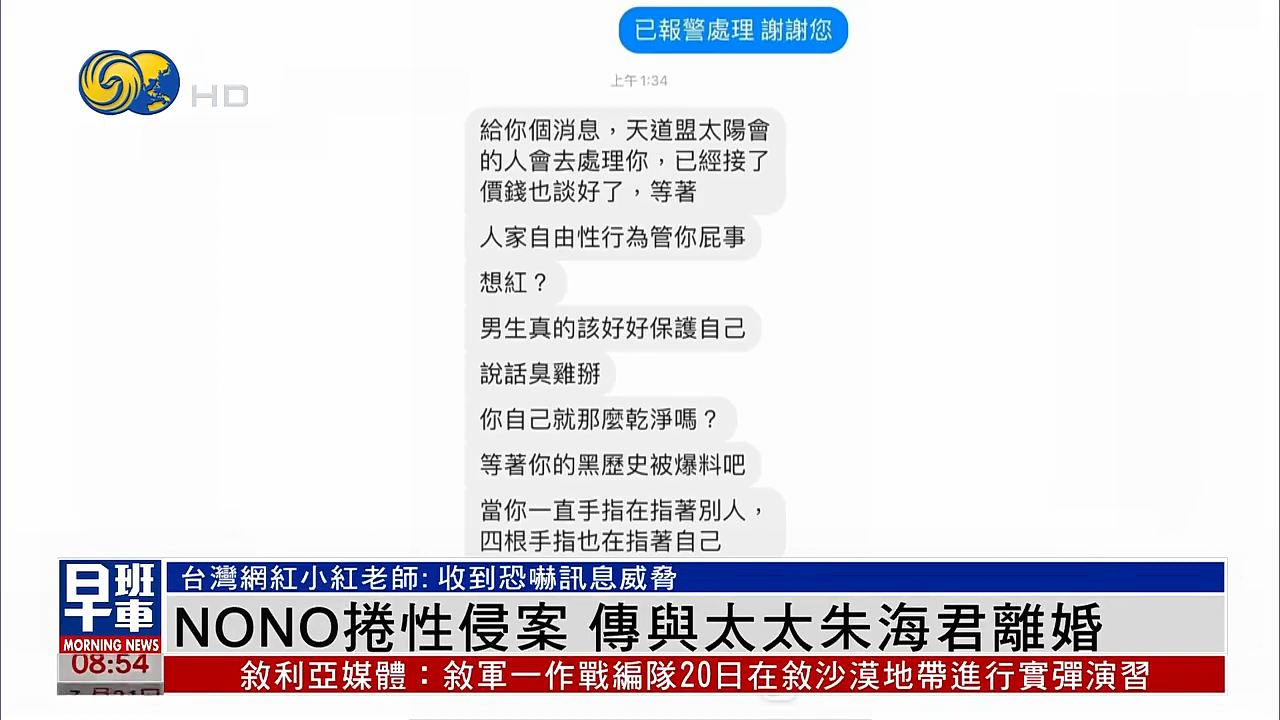 已報警處理 謝謝您
上午1:34
HD
給你個消息，天道盟太陽會
的人會去處理你，已經接了
價錢也談好了，等著
人家自由性行為管你屁事
想紅？
男生真的該好好保護自己
說話臭雞掰
你自己就那麼乾淨嗎？
等著你的黑歷史被爆料吧
當你一直手指在指著別人，
四根手指也在指著自己
早班車
MORNING NEWS
台灣網紅小紅老師: 收到恐嚇訊息威脅
NONO捲性侵案 傳與太太朱海君離婚
08:54
敘利亞媒體：敘軍一作戰編隊20日在敘沙漠地帶進行實彈演習